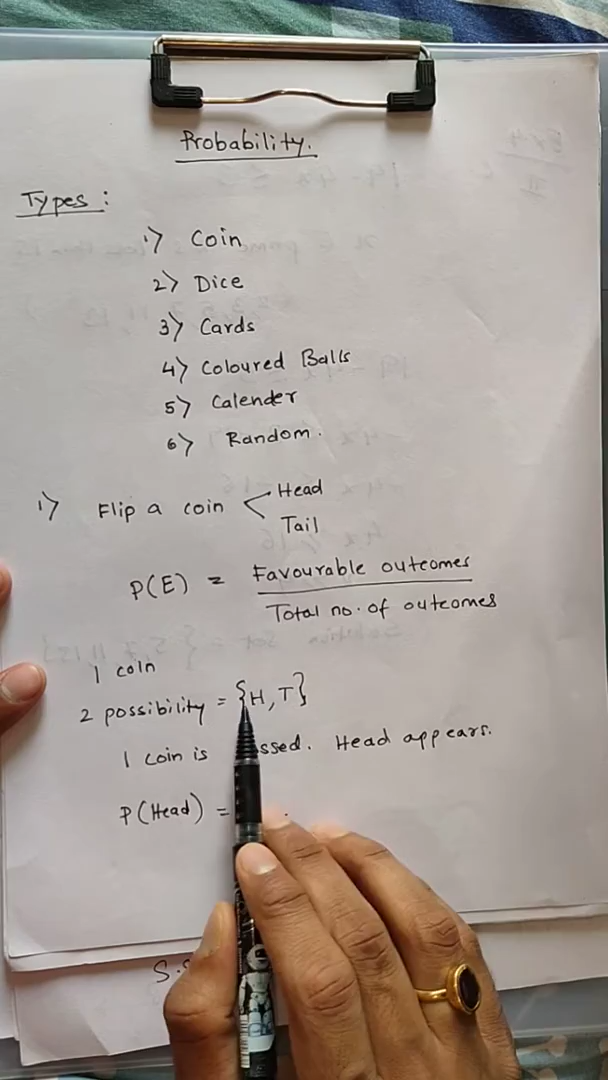 Probability.
Types :
1) Coin
2) Dice
3) Cards
4) Coloured Balls
5) Calender
6) Random.
1) Flip a coin < Head
Tail
P(E) = Favourable outcomes
Total no. of outcomes
1 coin
2 possibility = {H, T}
1 coin is ssed. Head appears.
P(Head) =
S.S